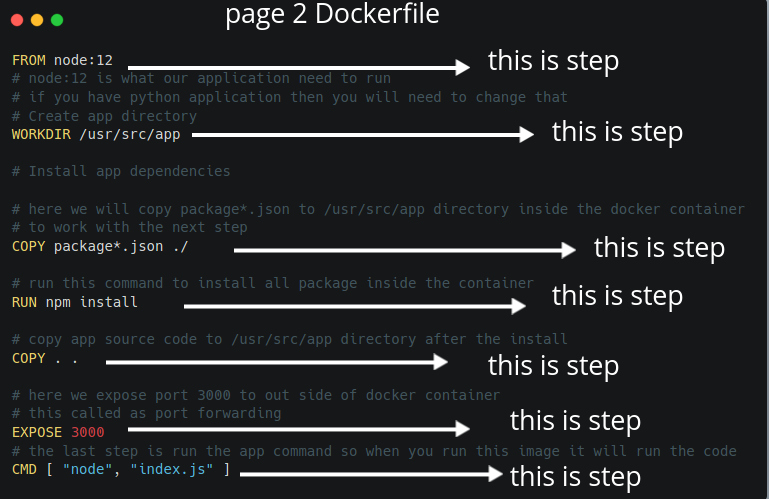 page 2 Dockerfile
FROM node:12 this is step
# node:12 is what our application need to run
# if you have python application then you will need to change that
# Create app directory
WORKDIR /usr/src/app this is step
# Install app dependencies
# here we will copy package*.json to /usr/src/app directory inside the docker container
# to work with the next step
COPY package*.json ./ this is step
# run this command to install all package inside the container
RUN npm install this is step
# copy app source code to /usr/src/app directory after the install
COPY . . this is step
# here we expose port 3000 to out side of docker container
# this called as port forwarding
EXPOSE 3000 this is step
# the last step is run the app command so when you run this image it will run the code
CMD [ "node", "index.js" ] this is step